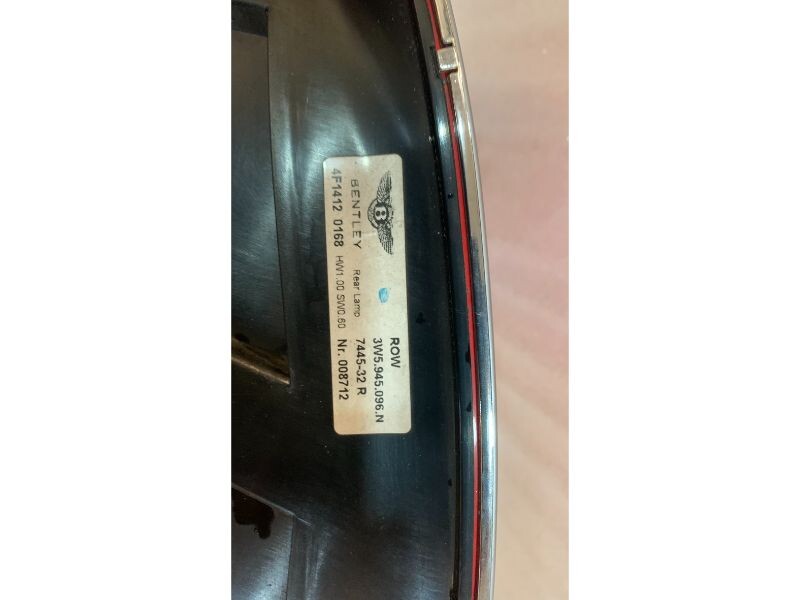 B
ROW
3W5.945.096.N
BENTLEY Rear Lamp 7445-32 R
4F1412 0168 HW1.00 SW0.60 Nr. 008712